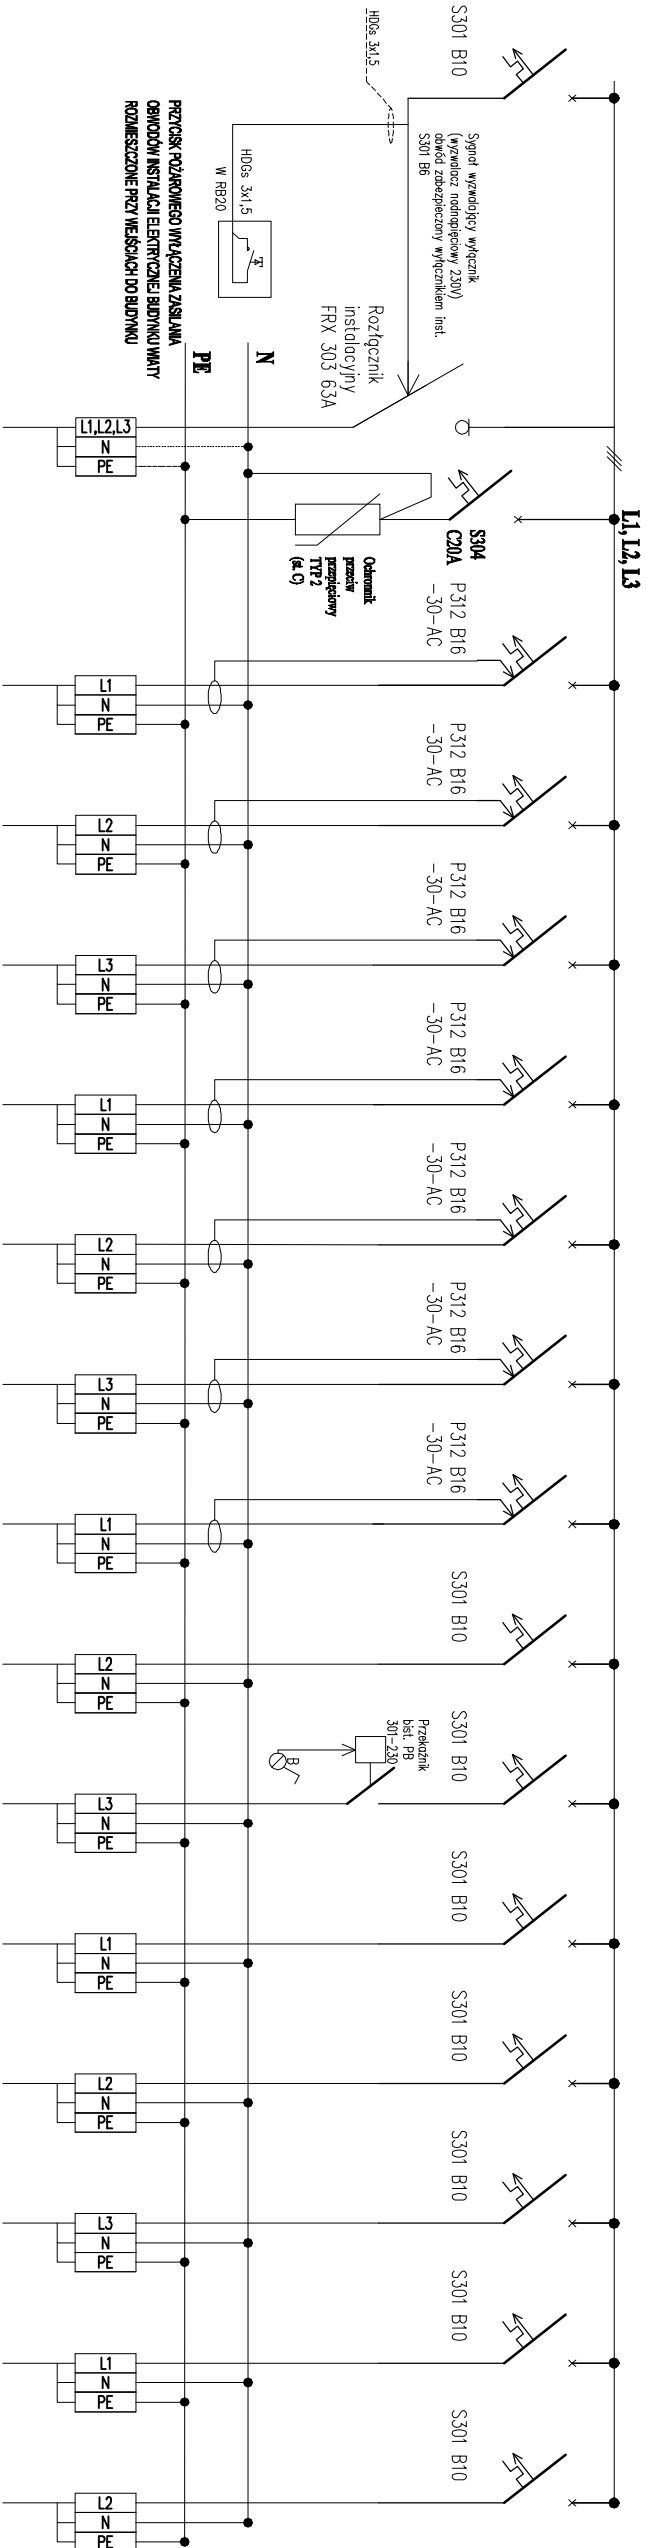 L1, L2, L3
S301 B10
HDGs 3x1,5
Sygnał wyzwalający wyłącznik
(wyzwalacz nadnapięciowy 230V)
obwód zabezpieczony wyłącznikiem inst.
S301 B6
HDGs 3x1,5
W RB20
PRZYCISK POŻAROWEGO WYŁĄCZENIA ZASILANIA
OBWODÓW INSTALACJI ELEKTRYCZNEJ BUDYNKU WIATY
ROZMIESZCZONE PRZY WEJŚCIACH DO BUDYNKU
Rozłącznik
instalacyjny
FRX 303 63A
N
PE
L1,L2,L3
N
PE
S304
C20A
Ochronnik
przeciw
przepięciowy
TYP 2
(st. C)
P312 B16
-30-AC
L1
N
PE
P312 B16
-30-AC
L2
N
PE
P312 B16
-30-AC
L3
N
PE
P312 B16
-30-AC
L1
N
PE
P312 B16
-30-AC
L2
N
PE
P312 B16
-30-AC
L3
N
PE
P312 B16
-30-AC
L1
N
PE
S301 B10
L2
N
PE
S301 B10
Przekaźnik
bist. PB
301-230
B
L3
N
PE
S301 B10
L1
N
PE
S301 B10
L2
N
PE
S301 B10
L3
N
PE
S301 B10
L1
N
PE
S301 B10
L2
N
PE